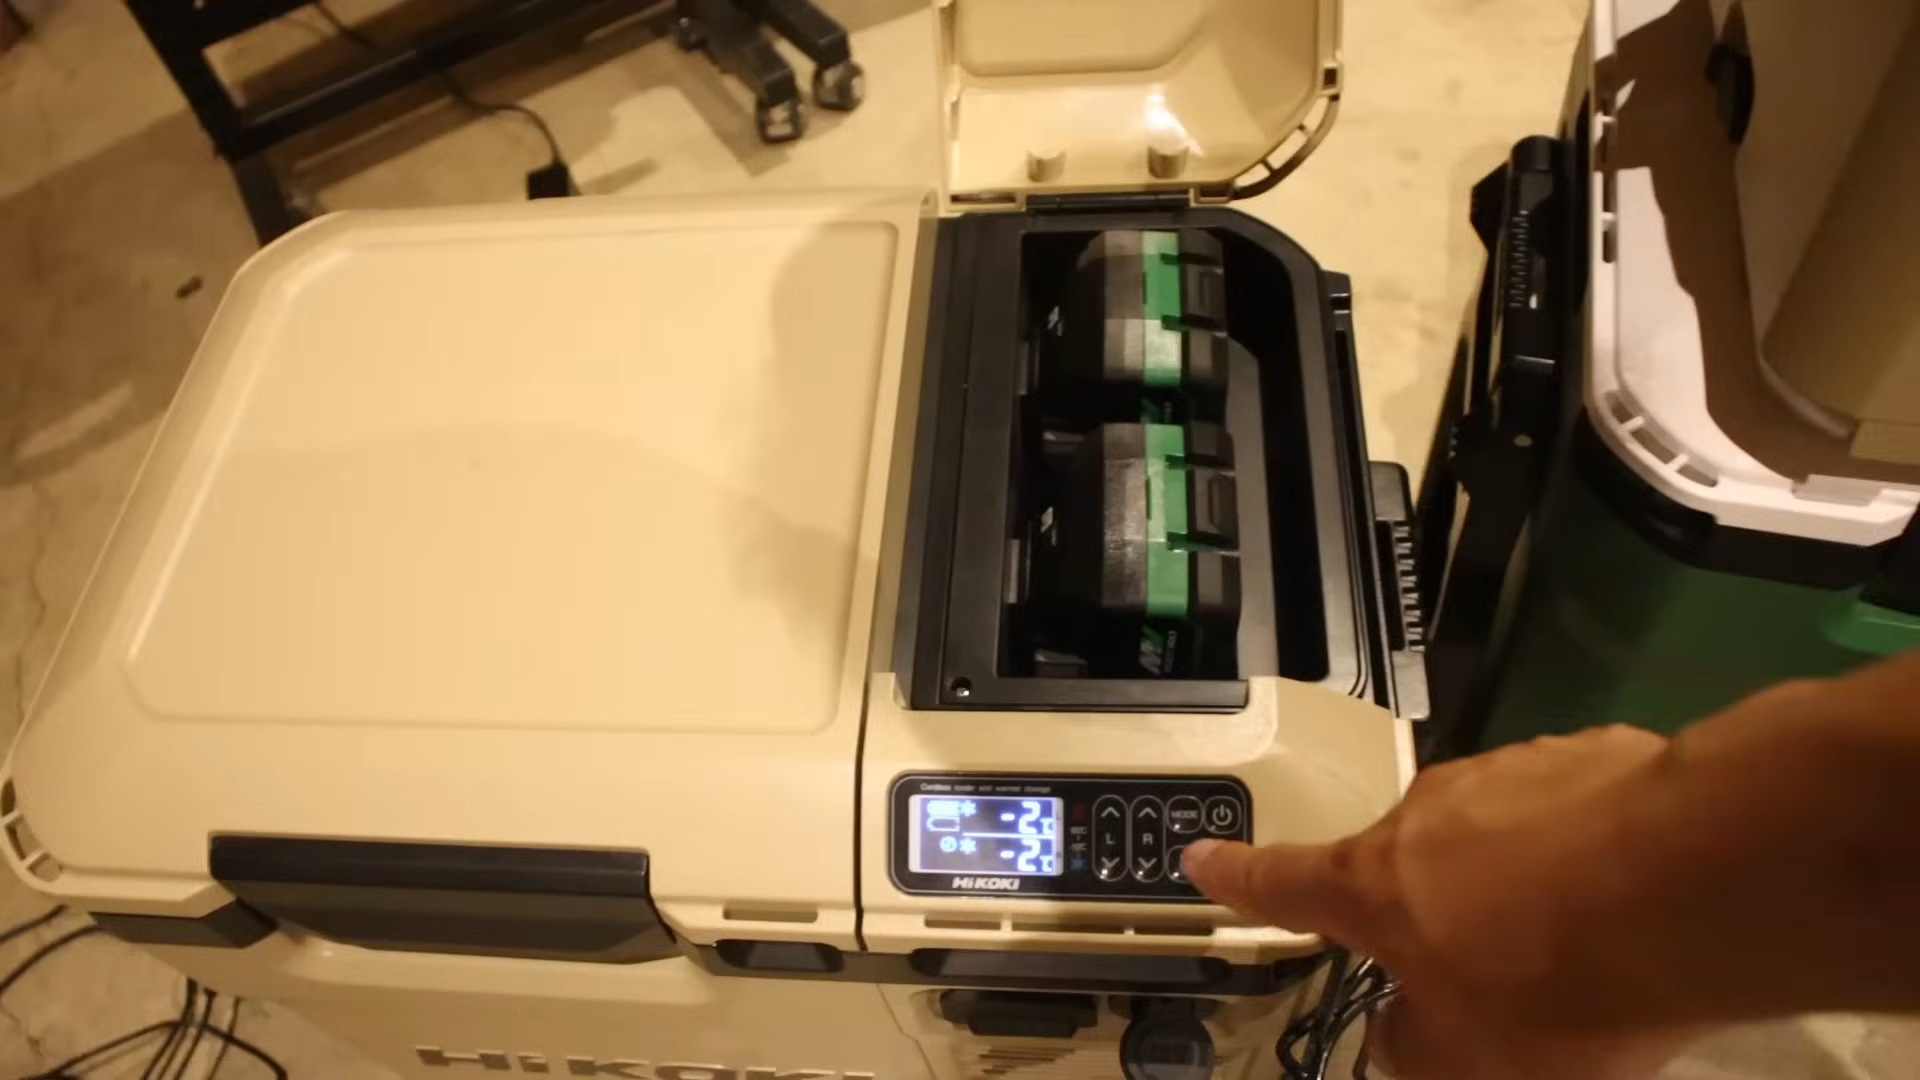 Cordless cooler and warmer storage
-2℃
-2℃
L
R
MODE
HiKOKI
HiKOKI